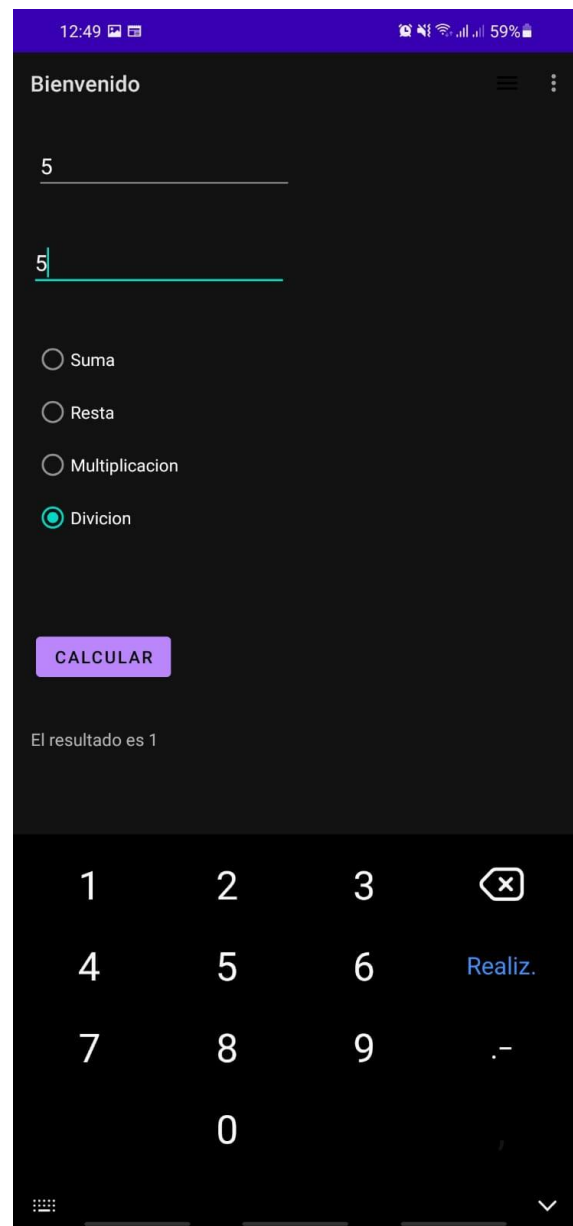 12:49 59%
Bienvenido
5
5
Suma
Resta
Multiplicacion
Divicion
CALCULAR
El resultado es 1
1 2 3
4 5 6 Realiz.
7 8 9 .-
0 ,